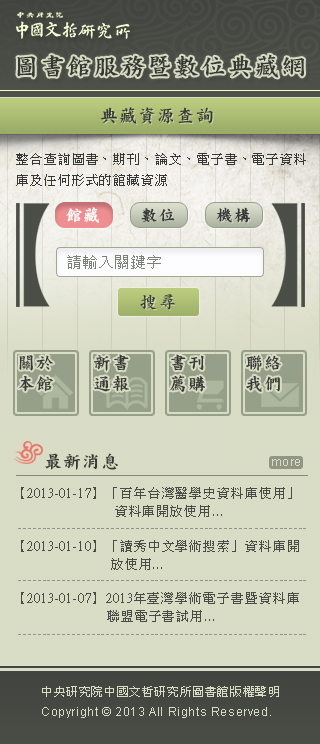 中央研究院
中國文哲研究所
圖書館服務暨數位典藏網
典藏資源查詢
整合查詢圖書、期刊、論文、電子書、電子資料
庫及任何形式的館藏資源
館藏 數位 機構
請輸入關鍵字
搜尋
關於 新書 書刊 聯絡
本館 通報 薦購 我們
最新消息 more
【2013-01-17】「百年台灣醫學史資料庫使用」
資料庫開放使用...
【2013-01-10】「讀秀中文學術搜索」資料庫開
放使用...
【2013-01-07】2013年臺灣學術電子書暨資料庫
聯盟電子書試用...
中央研究院中國文哲研究所圖書館版權聲明
Copyright © 2013 All Rights Reserved.